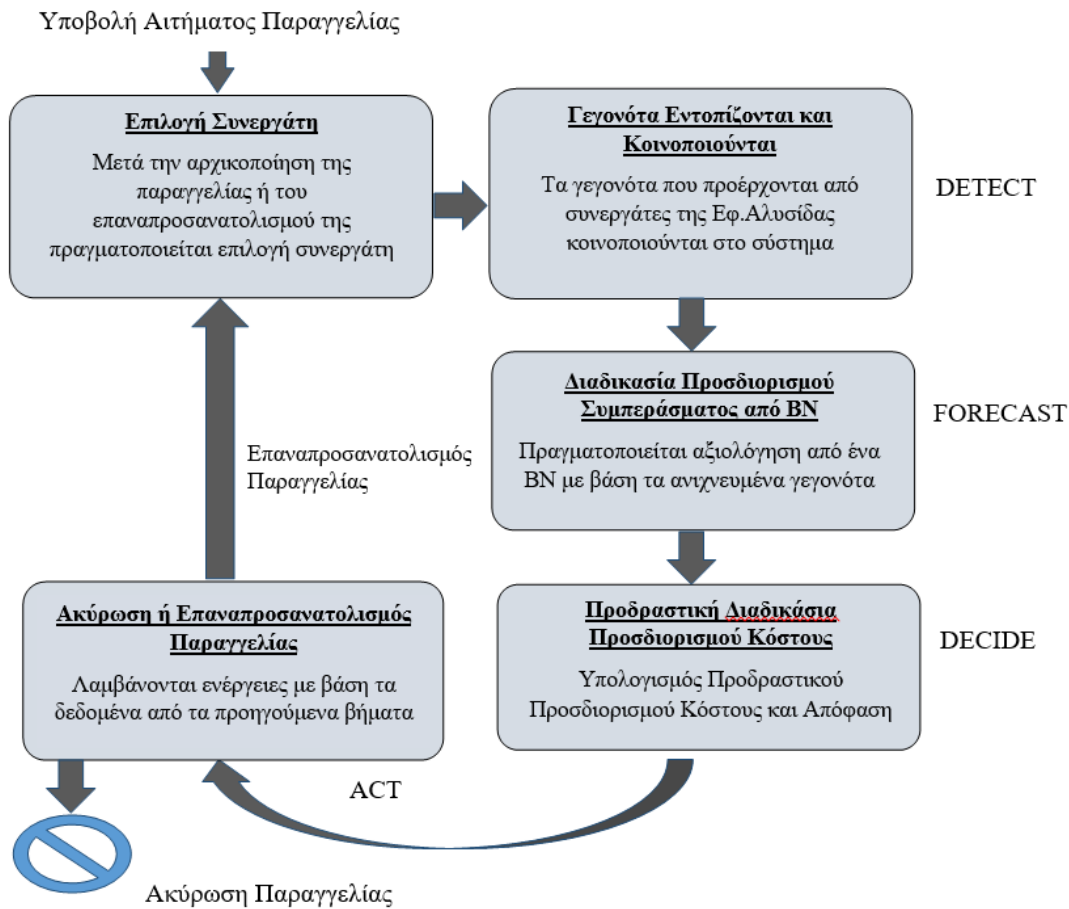 Υποβολή Αιτήματος Παραγγελίας
Επιλογή Συνεργάτη
Μετά την αρχικοποίηση της
παραγγελίας ή του
επαναπροσανατολισμού της
πραγματοποιείται επιλογή συνεργάτη
Γεγονότα Εντοπίζονται και
Κοινοποιούνται
Τα γεγονότα που προέρχονται από
συνεργάτες της Εφ.Αλυσίδας
κοινοποιούνται στο σύστημα
DETECT
Διαδικασία Προσδιορισμού
Συμπεράσματος από BN
Πραγματοποιείται αξιολόγηση από ένα
BN με βάση τα ανιχνευμένα γεγονότα
FORECAST
Προδραστική Διαδικάσια
Προσδιορισμού Κόστους
Υπολογισμός Προδραστικού
Προσδιορισμού Κόστους και Απόφαση
DECIDE
ACT
Ακύρωση ή Επαναπροσανατολισμός
Παραγγελίας
Λαμβάνονται ενέργειες με βάση τα
δεδομένα από τα προηγούμενα βήματα
Επαναπροσανατολισμός
Παραγγελίας
Ακύρωση Παραγγελίας